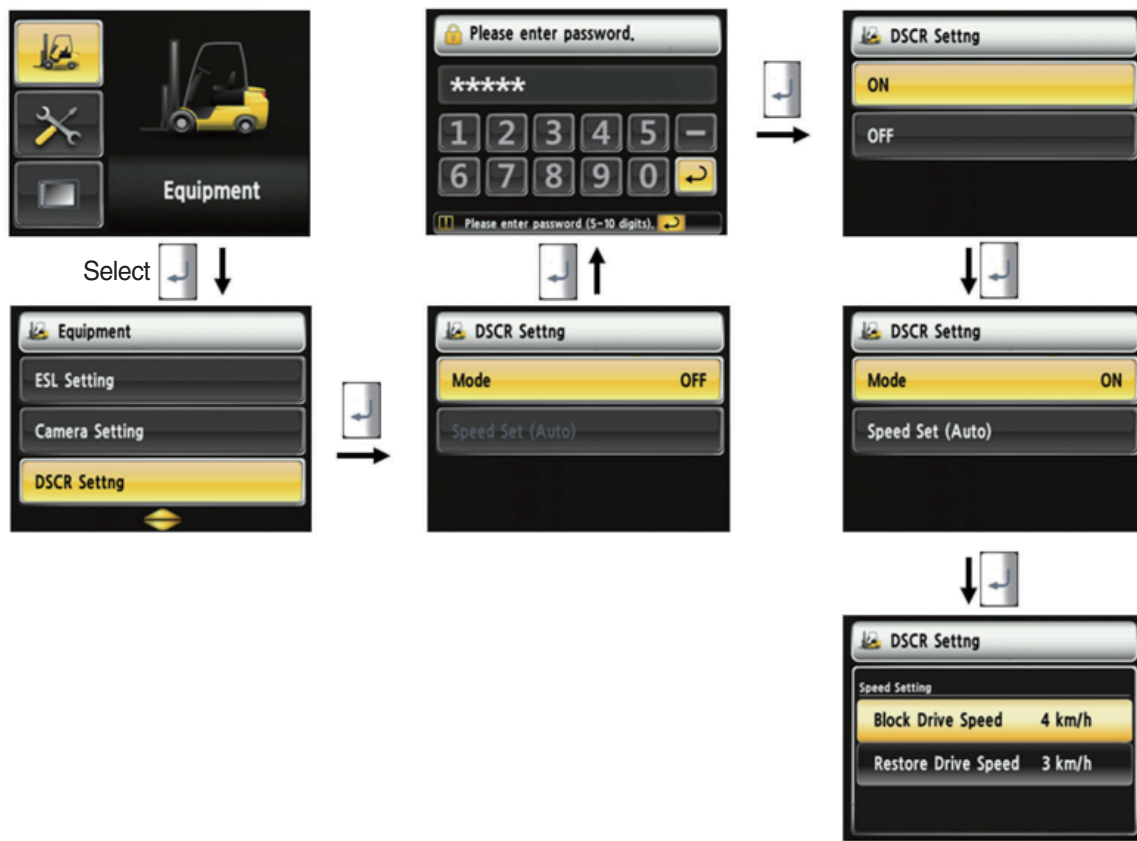 Equipment
Select
Equipment
ESL Setting
Camera Setting
DSCR Settng
DSCR Settng
Mode OFF
Speed Set (Auto)
Please enter password.
*****
1 2 3 4 5 -
6 7 8 9 0
Please enter password (5-10 digits).
DSCR Settng
ON
OFF
DSCR Settng
Mode ON
Speed Set (Auto)
DSCR Settng
Speed Setting
Block Drive Speed 4 km/h
Restore Drive Speed 3 km/h